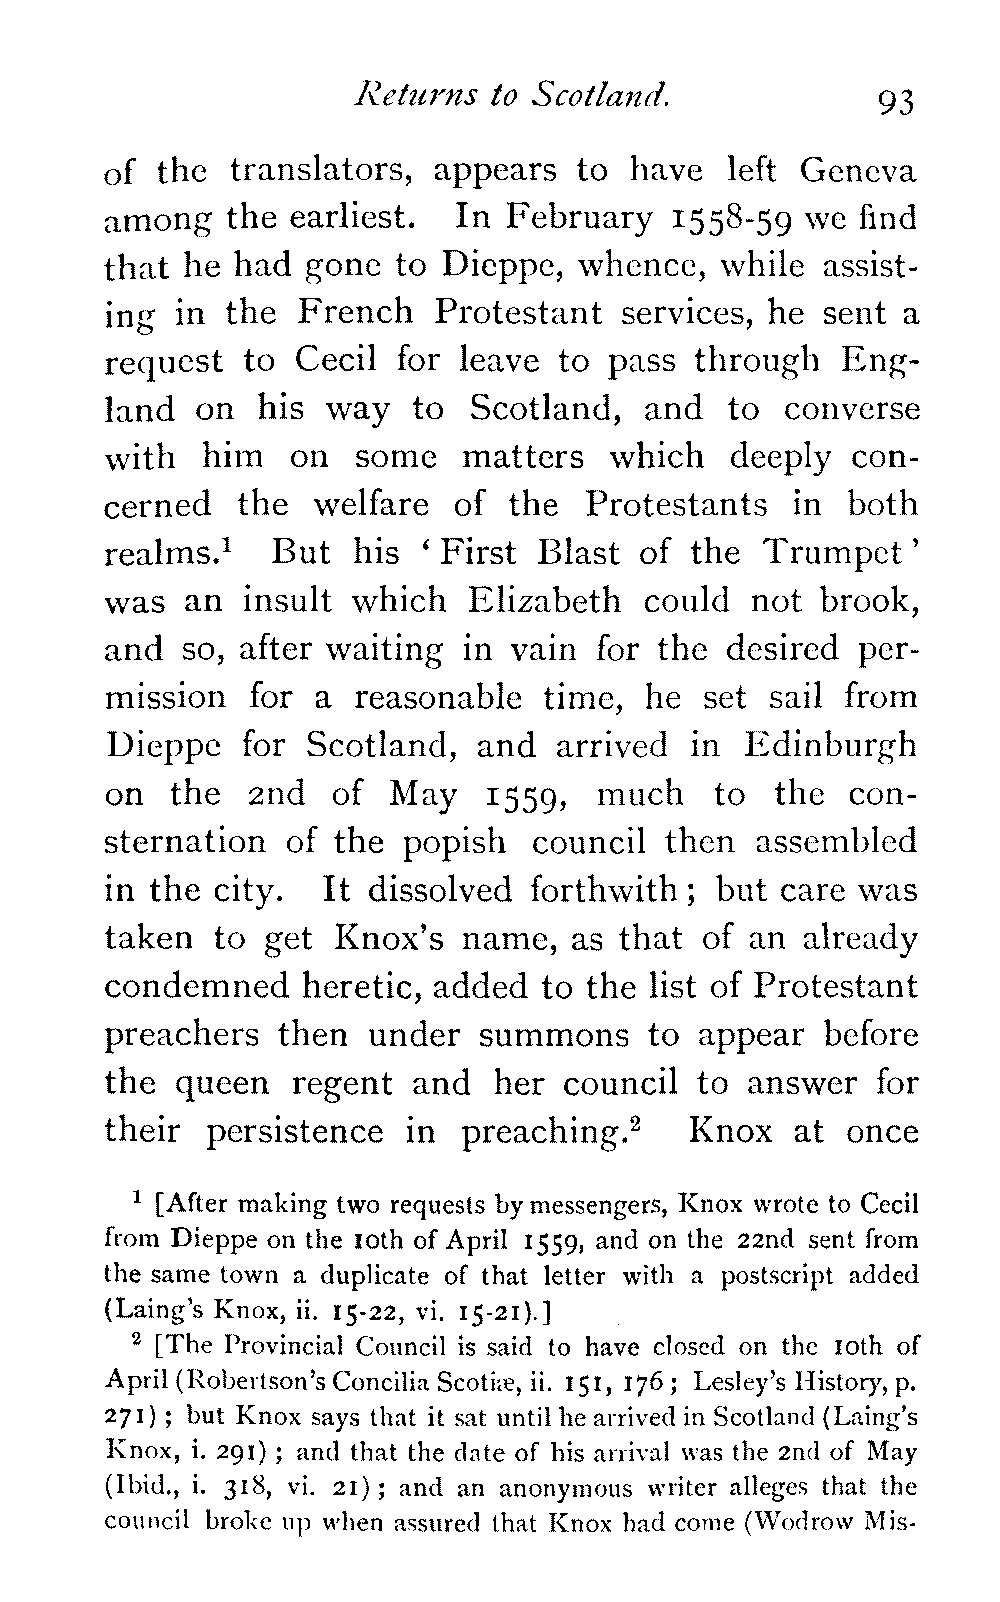 Returns to Scotland. 93
of the translators, appears to have left Geneva
among the earliest. In February 1558-59 we find
that he had gone to Dieppe, whence, while assist-
ing in the French Protestant services, he sent a
request to Cecil for leave to pass through Eng-
land on his way to Scotland, and to converse
with him on some matters which deeply con-
cerned the welfare of the Protestants in both
realms.¹ But his ‘ First Blast of the Trumpet ’
was an insult which Elizabeth could not brook,
and so, after waiting in vain for the desired per-
mission for a reasonable time, he set sail from
Dieppe for Scotland, and arrived in Edinburgh
on the 2nd of May 1559, much to the con-
sternation of the popish council then assembled
in the city. It dissolved forthwith ; but care was
taken to get Knox’s name, as that of an already
condemned heretic, added to the list of Protestant
preachers then under summons to appear before
the queen regent and her council to answer for
their persistence in preaching.² Knox at once
¹ [After making two requests by messengers, Knox wrote to Cecil
from Dieppe on the 10th of April 1559, and on the 22nd sent from
the same town a duplicate of that letter with a postscript added
(Laing’s Knox, ii. 15-22, vi. 15-21).]
² [The Provincial Council is said to have closed on the 10th of
April (Robertson’s Concilia Scotiæ, ii. 151, 176 ; Lesley’s History, p.
271) ; but Knox says that it sat until he arrived in Scotland (Laing’s
Knox, i. 291) ; and that the date of his arrival was the 2nd of May
(Ibid., i. 318, vi. 21) ; and an anonymous writer alleges that the
council broke up when assured that Knox had come (Wodrow Mis-